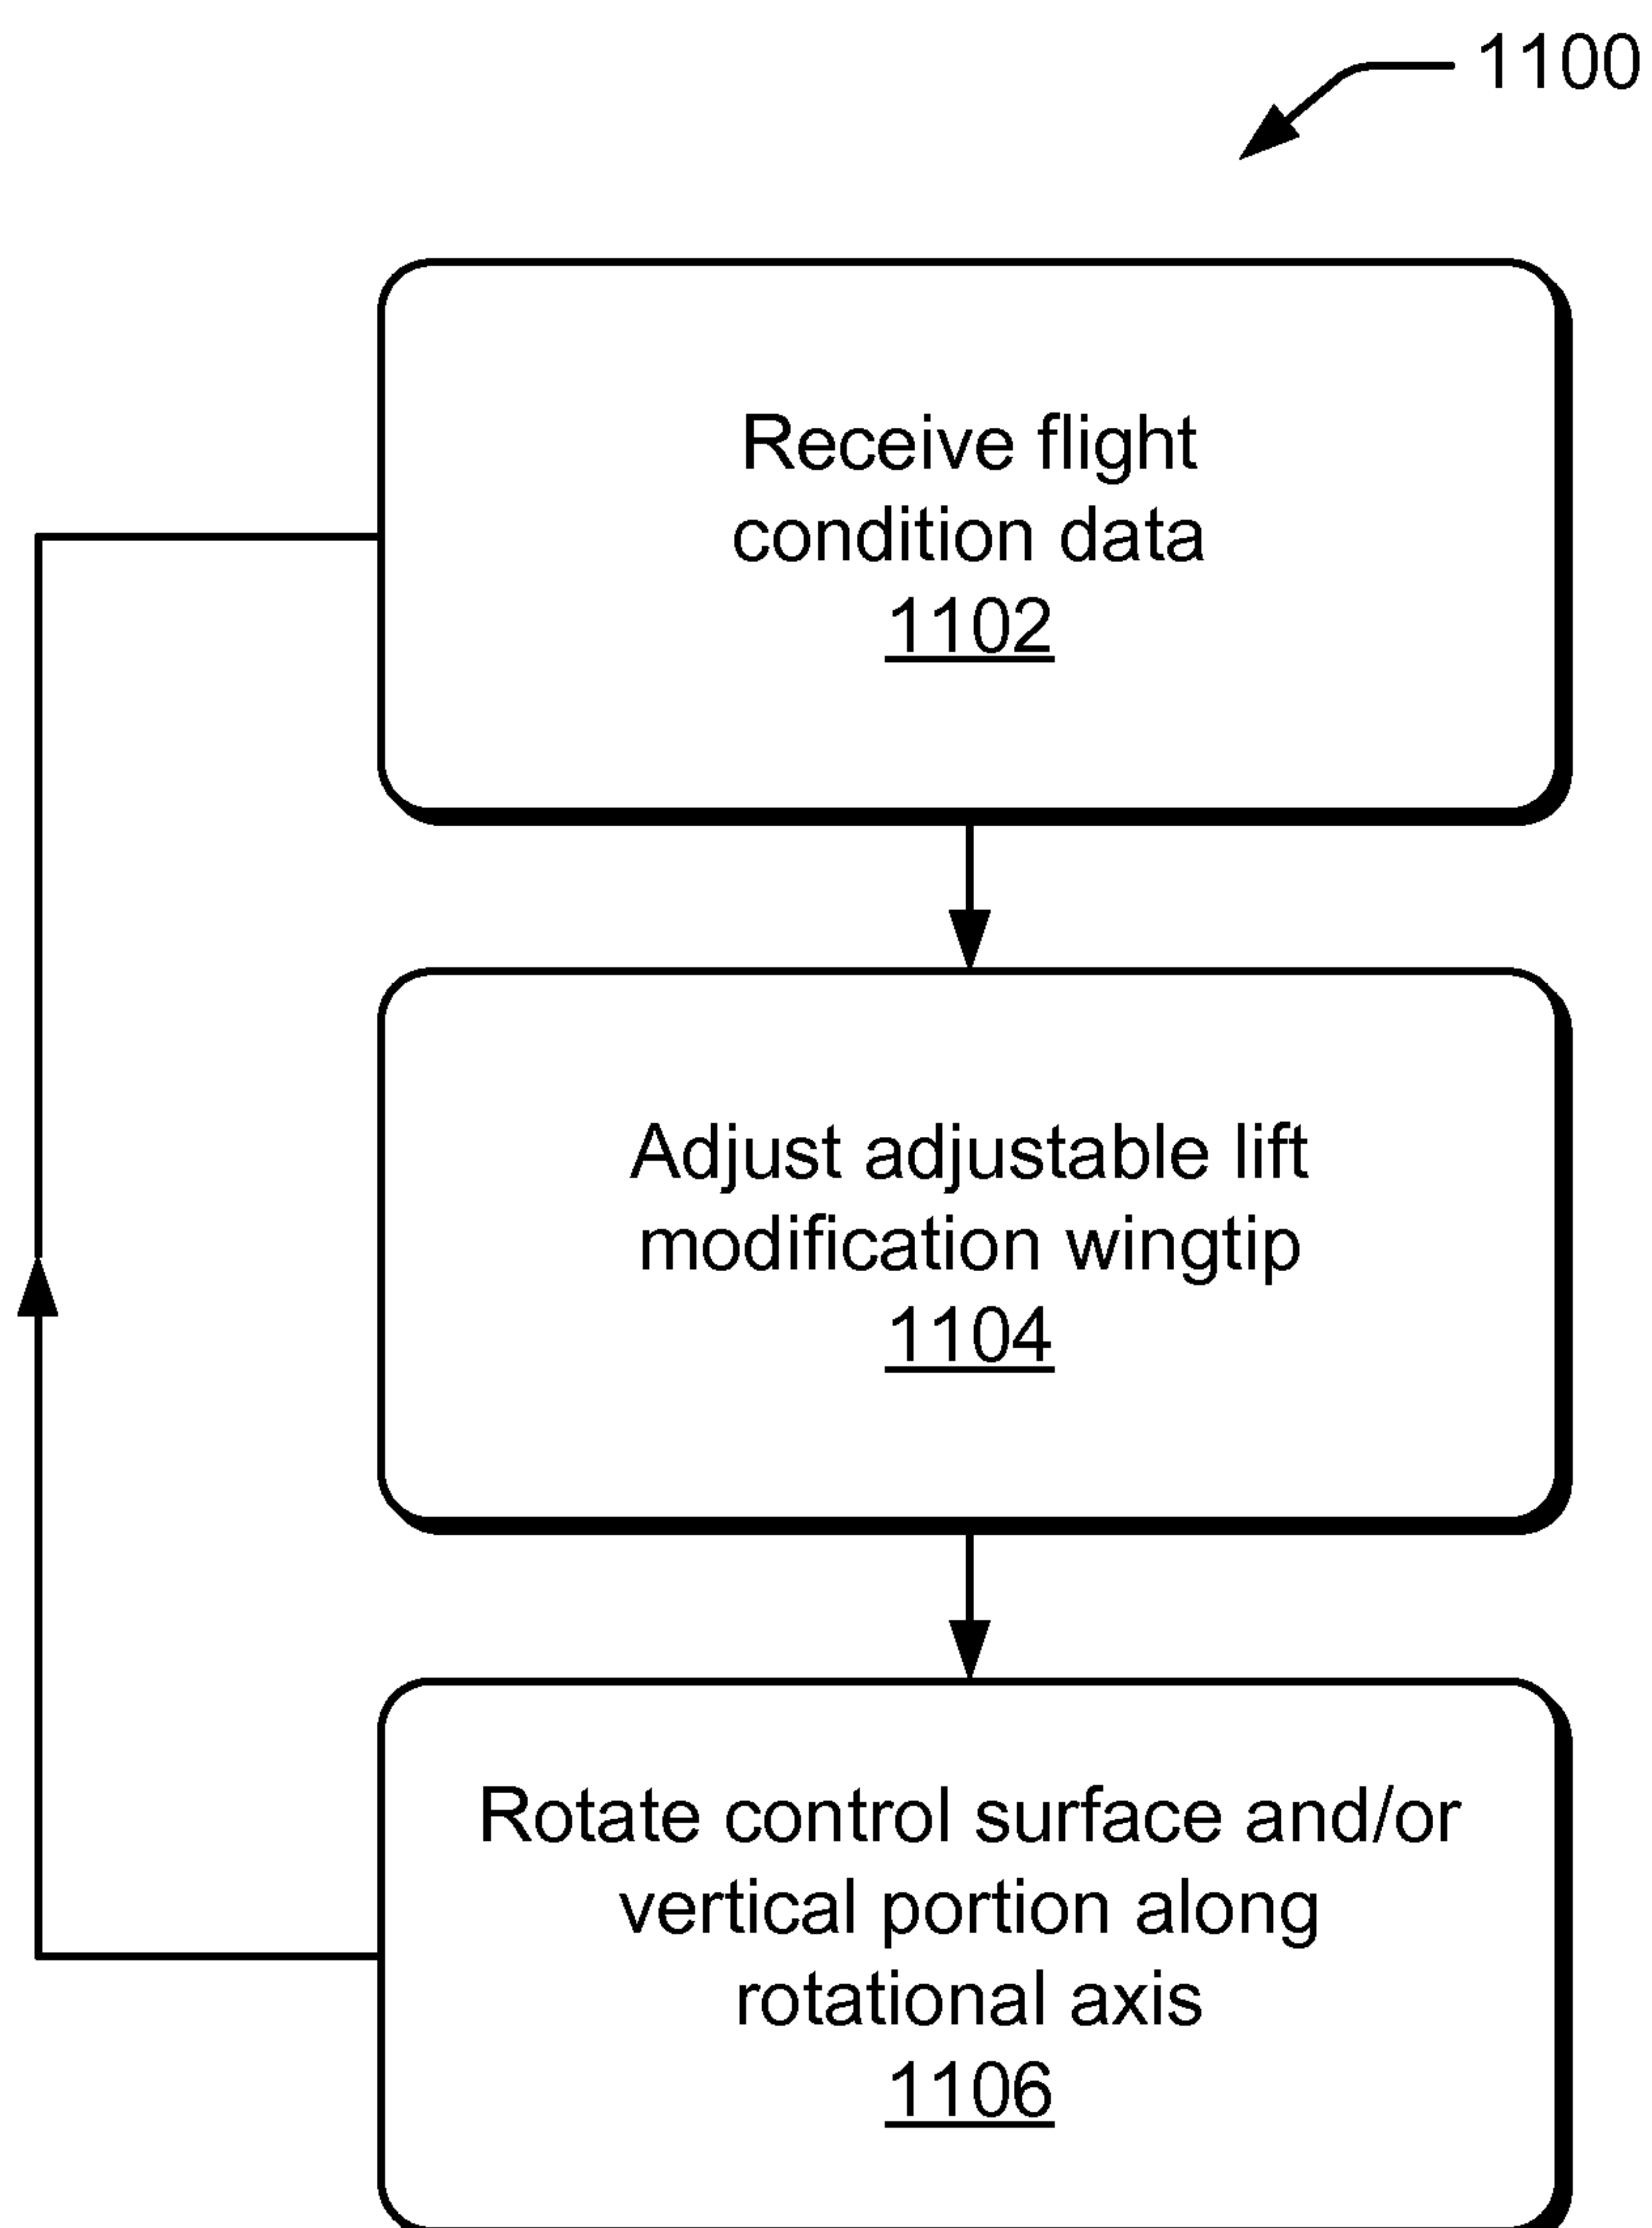 1100
Receive flight
condition data
1102
Adjust adjustable lift
modification wingtip
1104
Rotate control surface and/or
vertical portion along
rotational axis
1106